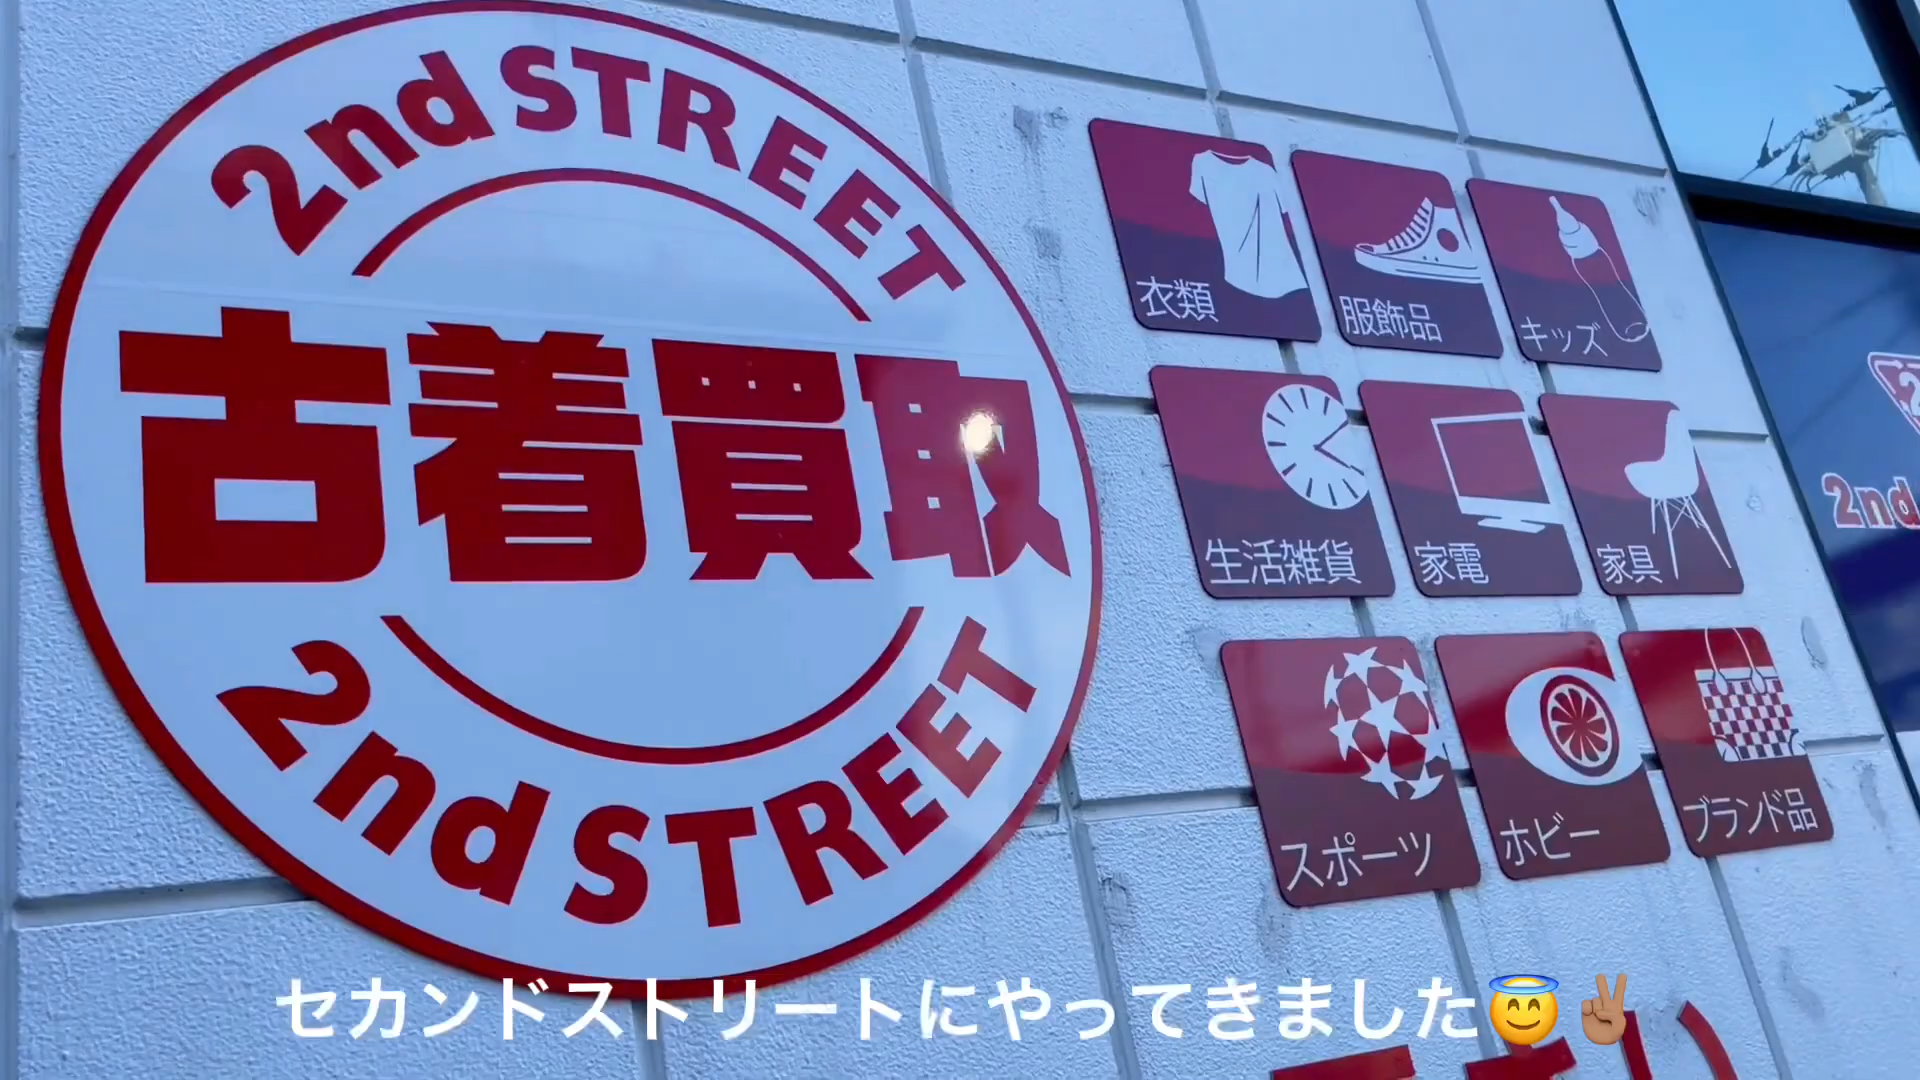 2nd STREET
古着買取
2nd STREET
衣類
服飾品
キッズ
生活雑貨
家電
家具
スポーツ
ホビー
ブランド品
2nd
セカンドストリートにやってきました😇✌🏾